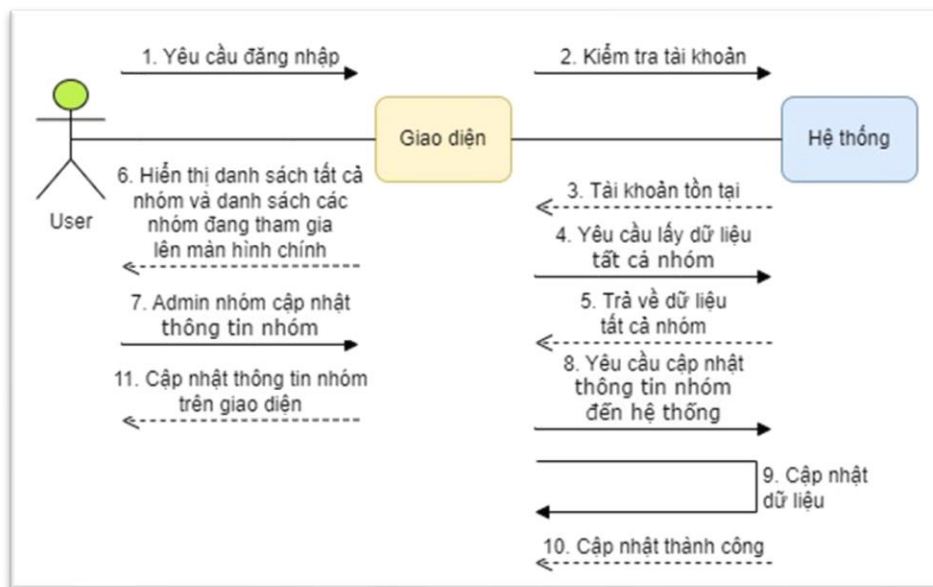 1. Yêu cầu đăng nhập
2. Kiểm tra tài khoản
Giao diện
Hệ thống
User
6. Hiển thị danh sách tất cả
nhóm và danh sách các
nhóm đang tham gia
lên màn hình chính
3. Tài khoản tồn tại
4. Yêu cầu lấy dữ liệu
tất cả nhóm
7. Admin nhóm cập nhật
thông tin nhóm
5. Trả về dữ liệu
tất cả nhóm
11. Cập nhật thông tin nhóm
trên giao diện
8. Yêu cầu cập nhật
thông tin nhóm
đến hệ thống
9. Cập nhật
dữ liệu
10. Cập nhật thành công